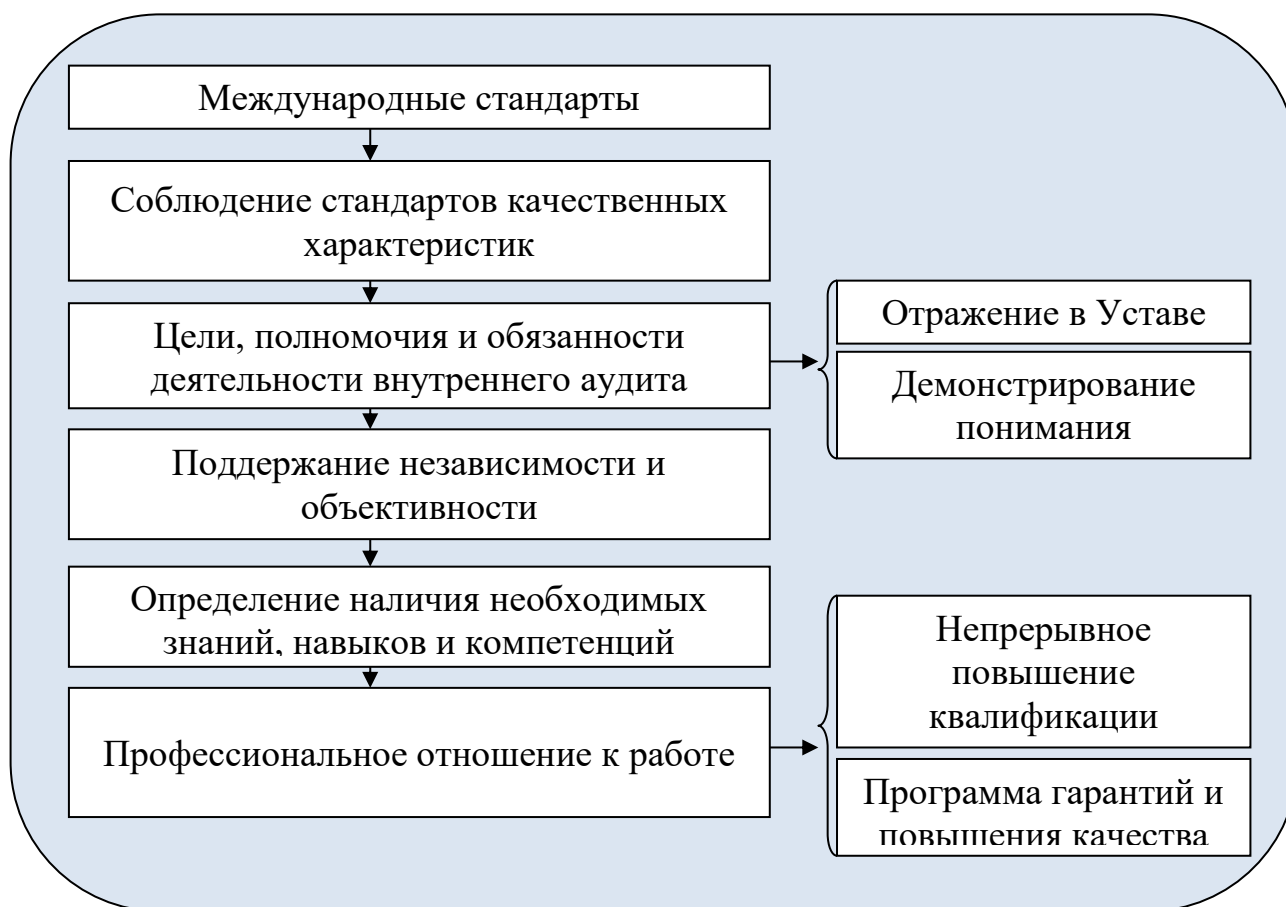 Международные стандарты
Соблюдение стандартов качественных
характеристик
Цели, полномочия и обязанности
деятельности внутреннего аудита
Отражение в Уставе
Демонстрирование
понимания
Поддержание независимости и
объективности
Определение наличия необходимых
знаний, навыков и компетенций
Профессиональное отношение к работе
Непрерывное
повышение
квалификации
Программа гарантий и
повышения качества